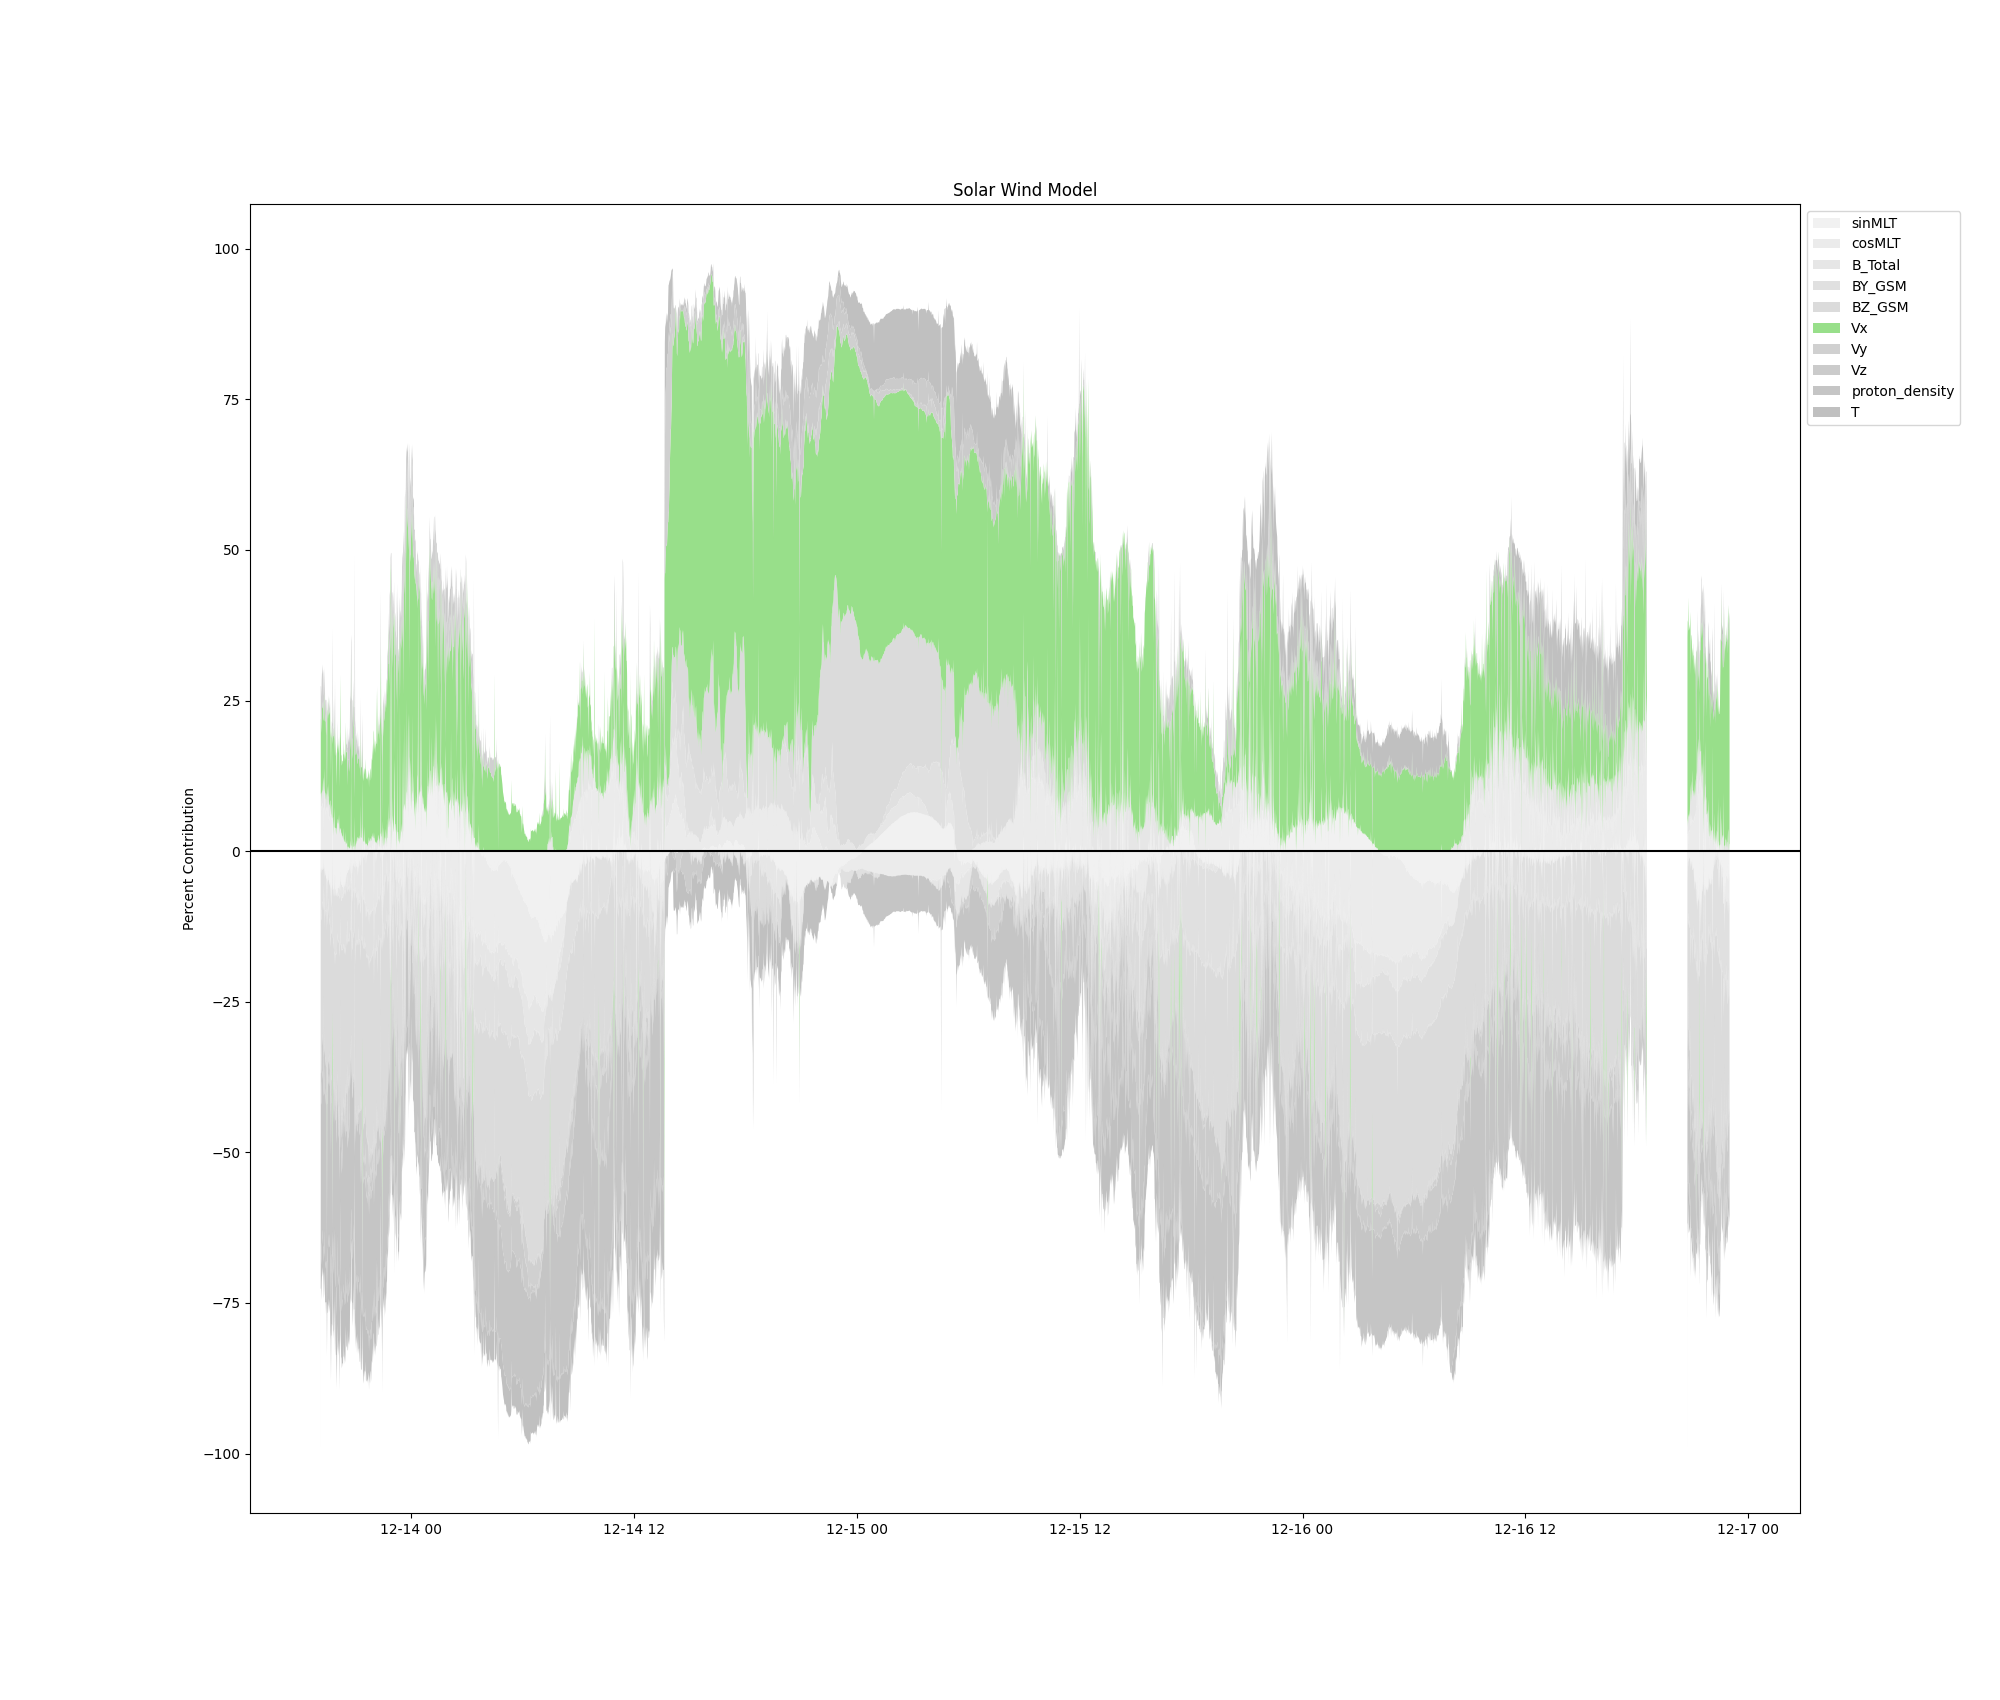 Solar Wind Model
sinMLT
cosMLT
B_Total
BY_GSM
BZ_GSM
Vx
Vy
Vz
proton_density
T
Percent Contribution
100
75
50
25
0
−25
−50
−75
−100
12-14 00
12-14 12
12-15 00
12-15 12
12-16 00
12-16 12
12-17 00